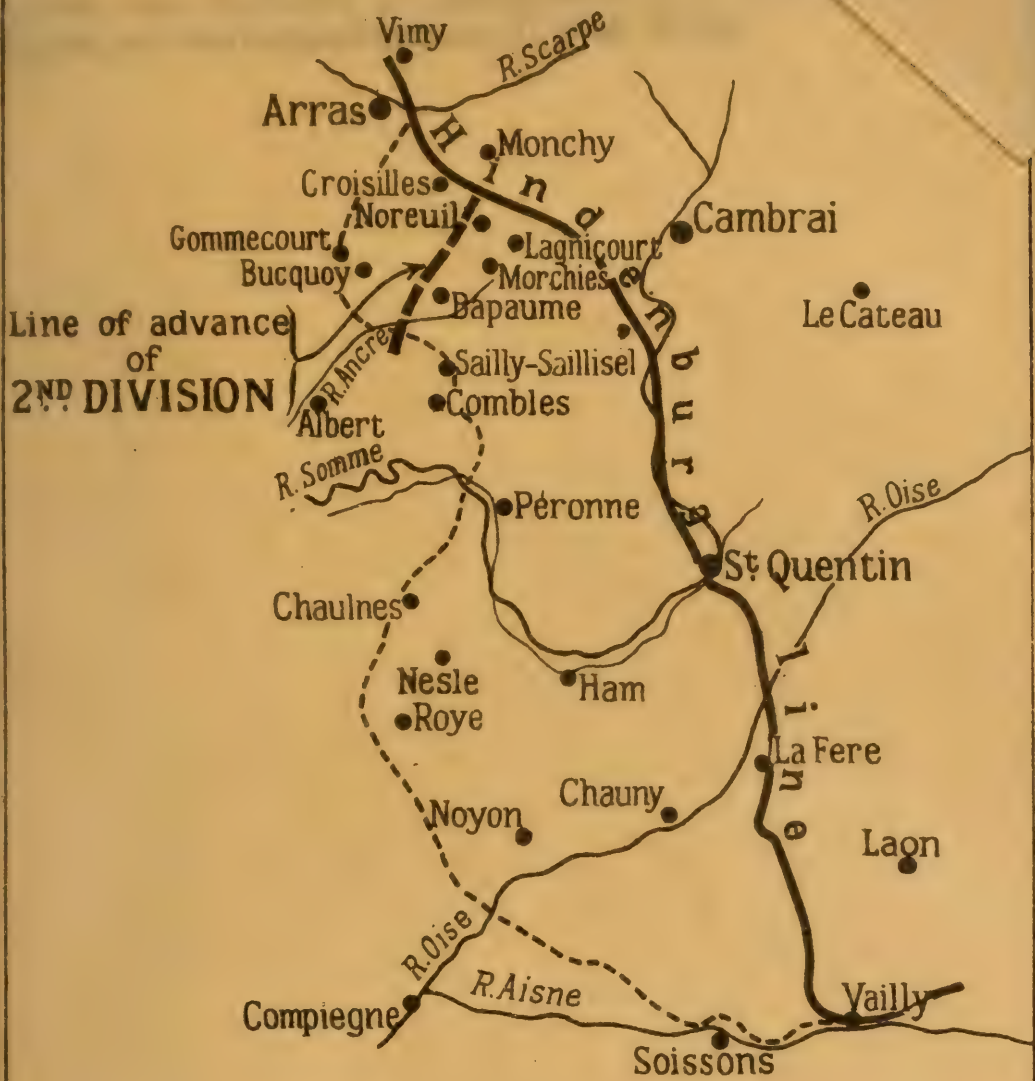 Vimy
R. Scarpe
Arras
Hindenburg Line
Monchy
Croisilles
Noreuil
Cambrai
Gommecourt
Lagnicourt
Bucquoy
Morchies
Bapaume
Le Cateau
Line of advance
of
2ND. DIVISION
R. Ancre
Sailly-Saillisel
Combles
Albert
R. Somme
Péronne
R. Oise
St. Quentin
Chaulnes
Nesle
Ham
Roye
La Fere
Chauny
Noyon
Laon
R. Oise
R. Aisne
Compiegne
Vailly
Soissons